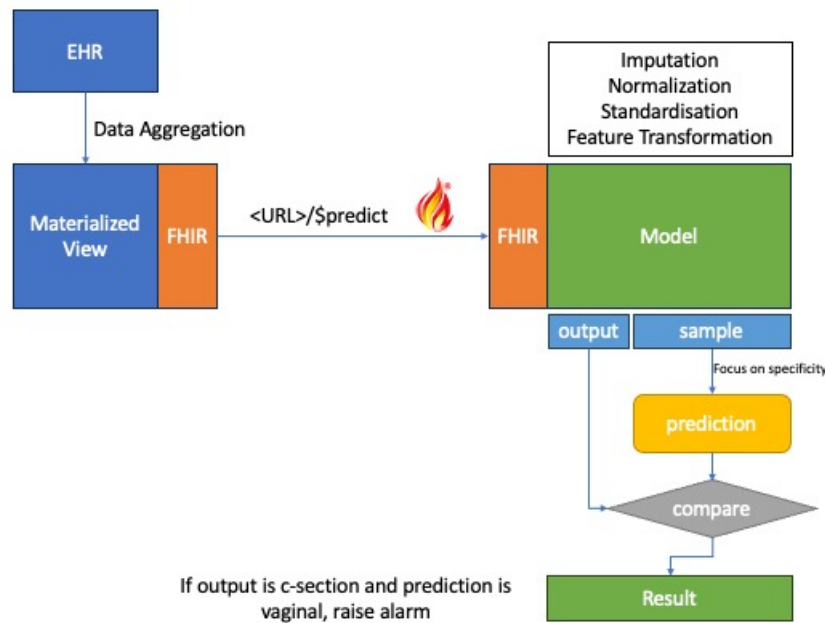 EHR
Data Aggregation
Materialized
View
FHIR
<URL>/$predict
Imputation
Normalization
Standardisation
Feature Transformation
FHIR
Model
output
sample
Focus on specificity
prediction
compare
If output is c-section and prediction is
vaginal, raise alarm
Result